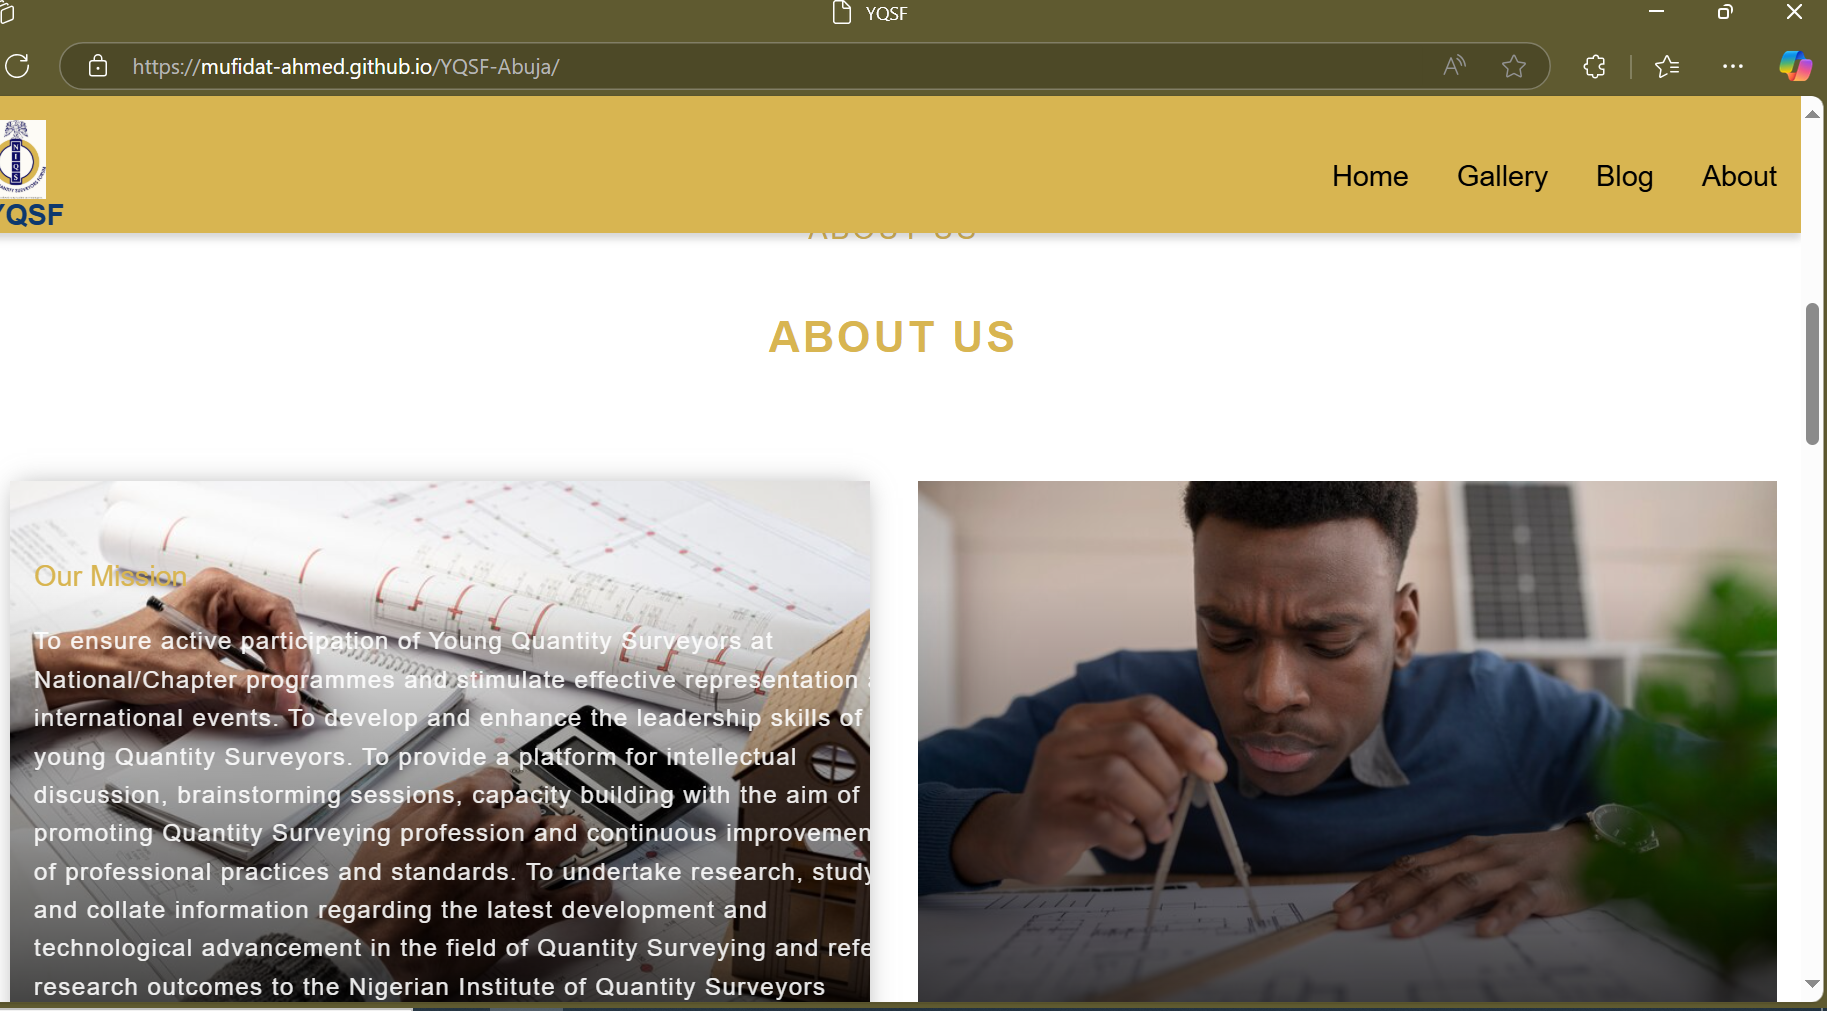 YQSF
https://mufidat-ahmed.github.io/YQSF-Abuja/
NIQS
YQSF
Home Gallery Blog About
ABOUT US
ABOUT US
Our Mission
To ensure active participation of Young Quantity Surveyors at
National/Chapter programmes and stimulate effective representation
international events. To develop and enhance the leadership skills of
young Quantity Surveyors. To provide a platform for intellectual
discussion, brainstorming sessions, capacity building with the aim of
promoting Quantity Surveying profession and continuous improvemen
of professional practices and standards. To undertake research, study
and collate information regarding the latest development and
technological advancement in the field of Quantity Surveying and refe
research outcomes to the Nigerian Institute of Quantity Surveyors